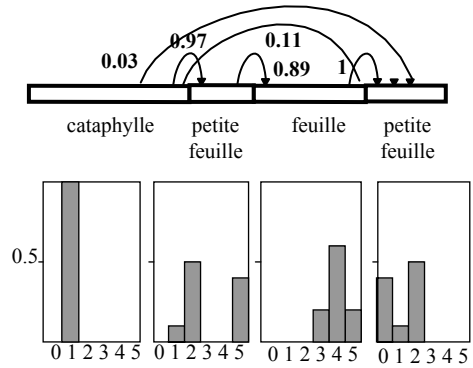 0.97 0.11
0.03 0.89 1
cataphylle petite feuille petite
feuille feuille
0.5
0 1 2 3 4 5 0 1 2 3 4 5 0 1 2 3 4 5 0 1 2 3 4 5